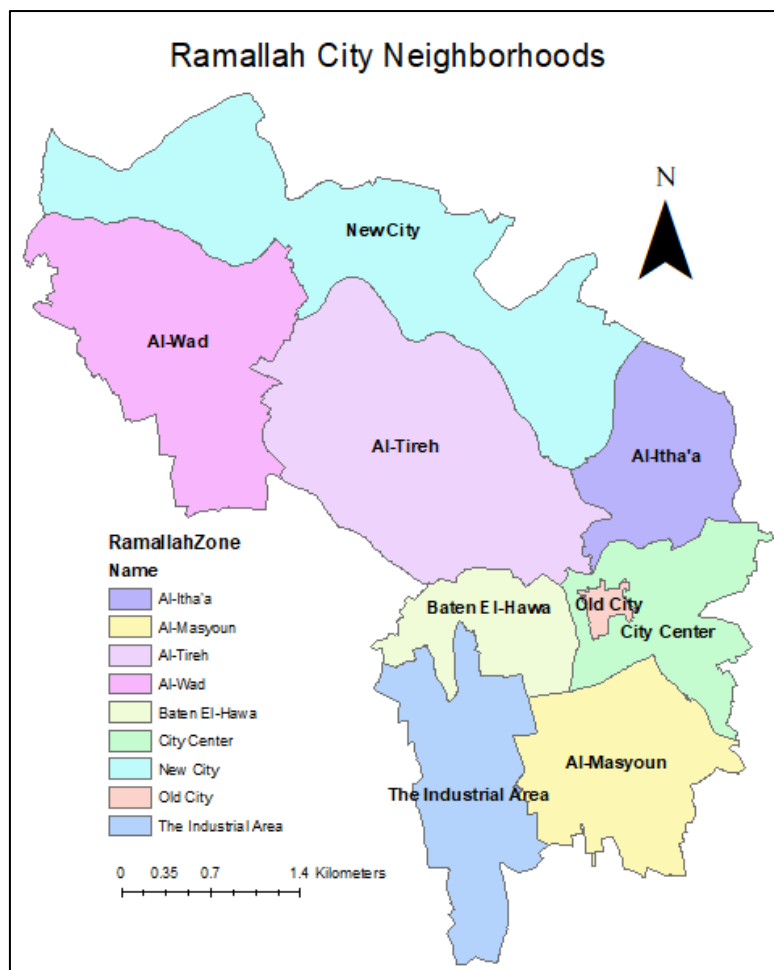 Ramallah City Neighborhoods
N
New City
Al-Wad
Al-Tireh
Al-Itha'a
Baten El-Hawa
Old City
City Center
Al-Masyoun
The Industrial Area
RamallahZone
Name
Al-Itha'a
Al-Masyoun
Al-Tireh
Al-Wad
Baten El-Hawa
City Center
New City
Old City
The Industrial Area
0 0.35 0.7 1.4 Kilometers